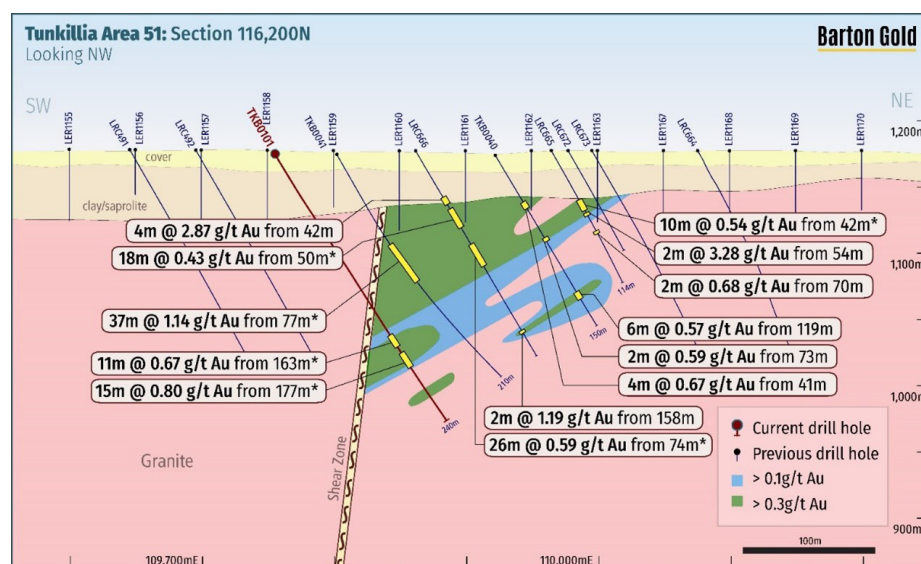 Tunkillia Area 51: Section 116,200N
Looking NW
Barton Gold
SW
NE
LER1155
LRC491
LER1156
LRC492
LER1157
TKB0101
LER1158
TKB0041
LER1159
LER1160
LRC666
LER1161
TKB0040
LER1162
LRC665
LRC672
LRC673
LER1163
LER1167
LRC664
LER1168
LER1169
LER1170
1,200m
cover
clay/saprolite
4m @ 2.87 g/t Au from 42m
18m @ 0.43 g/t Au from 50m*
37m @ 1.14 g/t Au from 77m*
11m @ 0.67 g/t Au from 163m*
15m @ 0.80 g/t Au from 177m*
10m @ 0.54 g/t Au from 42m*
2m @ 3.28 g/t Au from 54m
2m @ 0.68 g/t Au from 70m
6m @ 0.57 g/t Au from 119m
2m @ 0.59 g/t Au from 73m
4m @ 0.67 g/t Au from 41m
2m @ 1.19 g/t Au from 158m
26m @ 0.59 g/t Au from 74m*
1,100m
114m
150m
210m
240m
1,000m
Granite
Shear Zone
Current drill hole
Previous drill hole
> 0.1g/t Au
> 0.3g/t Au
900m
100m
109,700mE
110,000mE